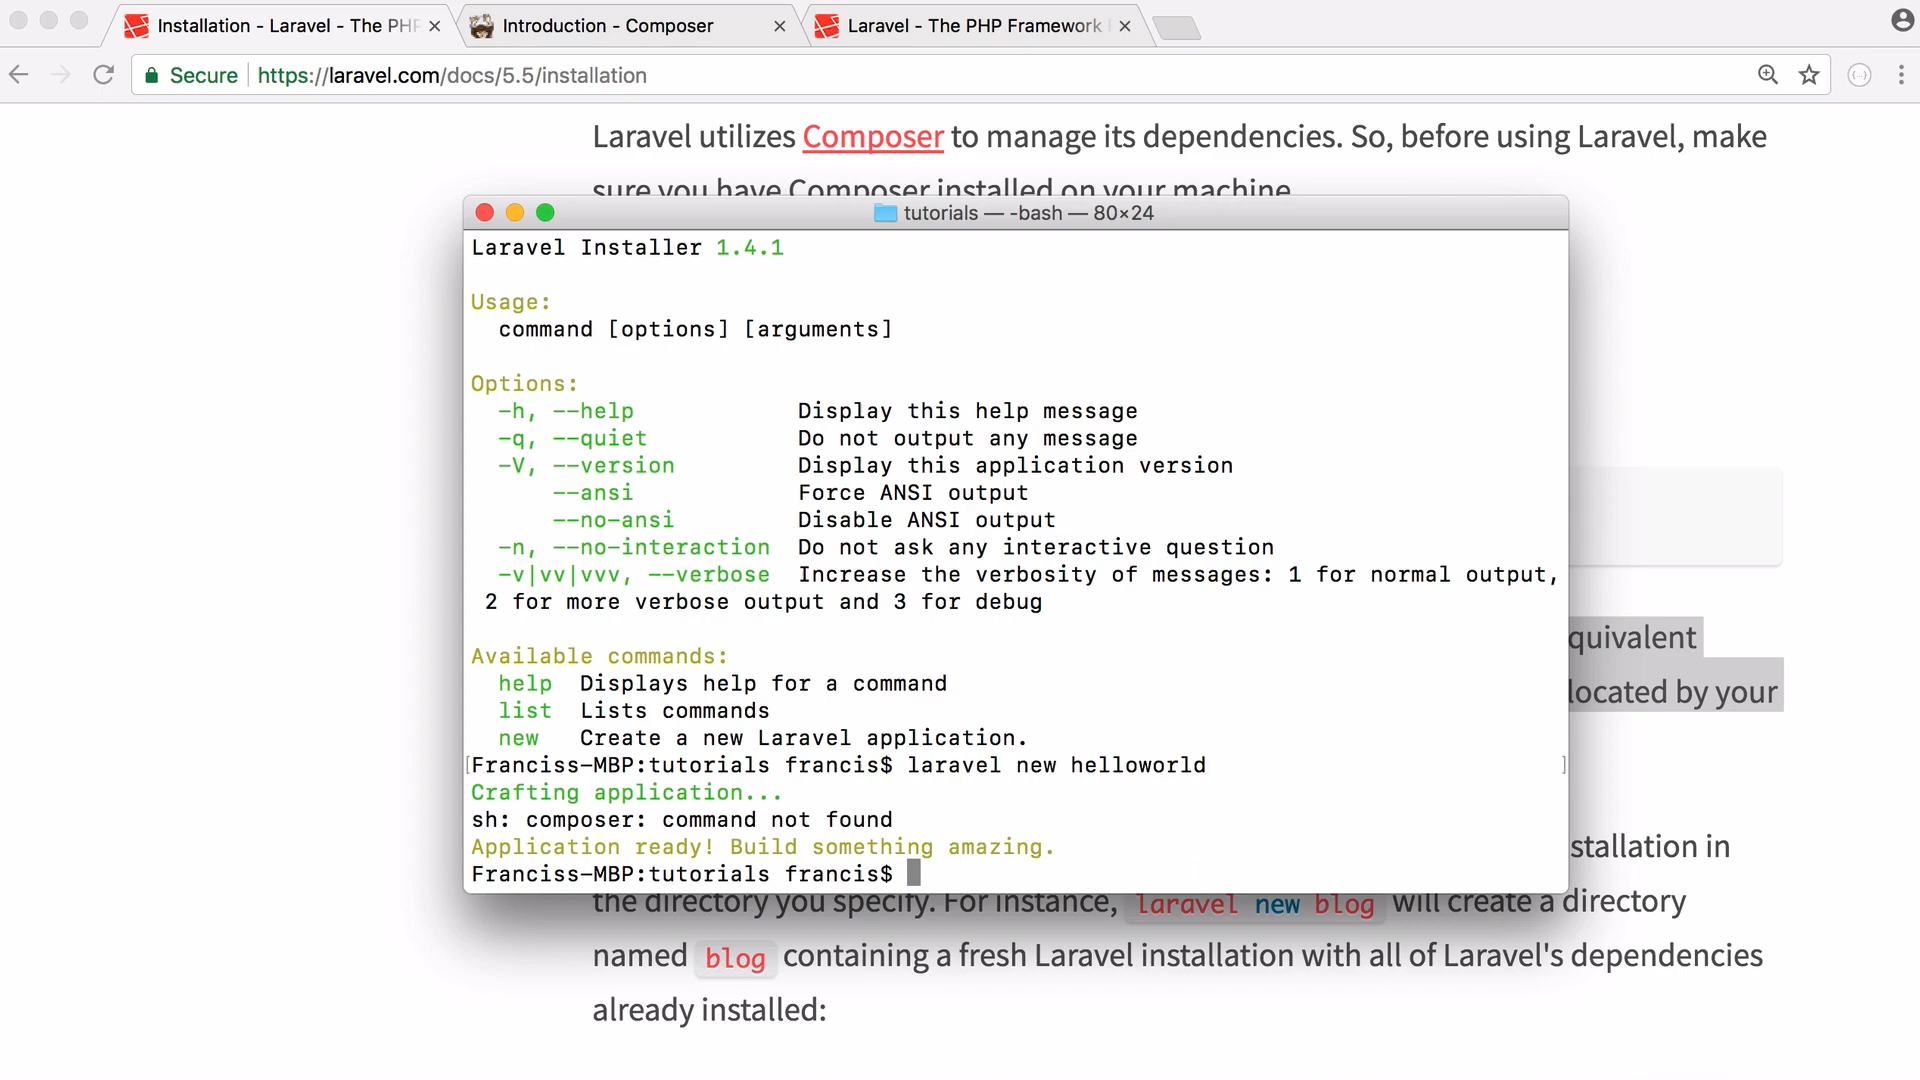 Installation - Laravel - The PHP
Introduction - Composer
Laravel - The PHP Framework
Secure
https://laravel.com/docs/5.5/installation
Laravel utilizes Composer to manage its dependencies. So, before using Laravel, make
sure you have Composer installed on your machine.
tutorials — -bash — 80×24
Laravel Installer 1.4.1
Usage:
command [options] [arguments]
Options:
-h, --help Display this help message
-q, --quiet Do not output any message
-V, --version Display this application version
--ansi Force ANSI output
--no-ansi Disable ANSI output
-n, --no-interaction Do not ask any interactive question
-v|vv|vvv, --verbose Increase the verbosity of messages: 1 for normal output,
2 for more verbose output and 3 for debug
Available commands:
help Displays help for a command
list Lists commands
new Create a new Laravel application.
[Franciss-MBP:tutorials francis$ laravel new helloworld ]
Crafting application...
sh: composer: command not found
Application ready! Build something amazing.
Franciss-MBP:tutorials francis$
quivalent
located by your
stallation in
the directory you specify. For instance, laravel new blog will create a directory
named blog containing a fresh Laravel installation with all of Laravel's dependencies
already installed: